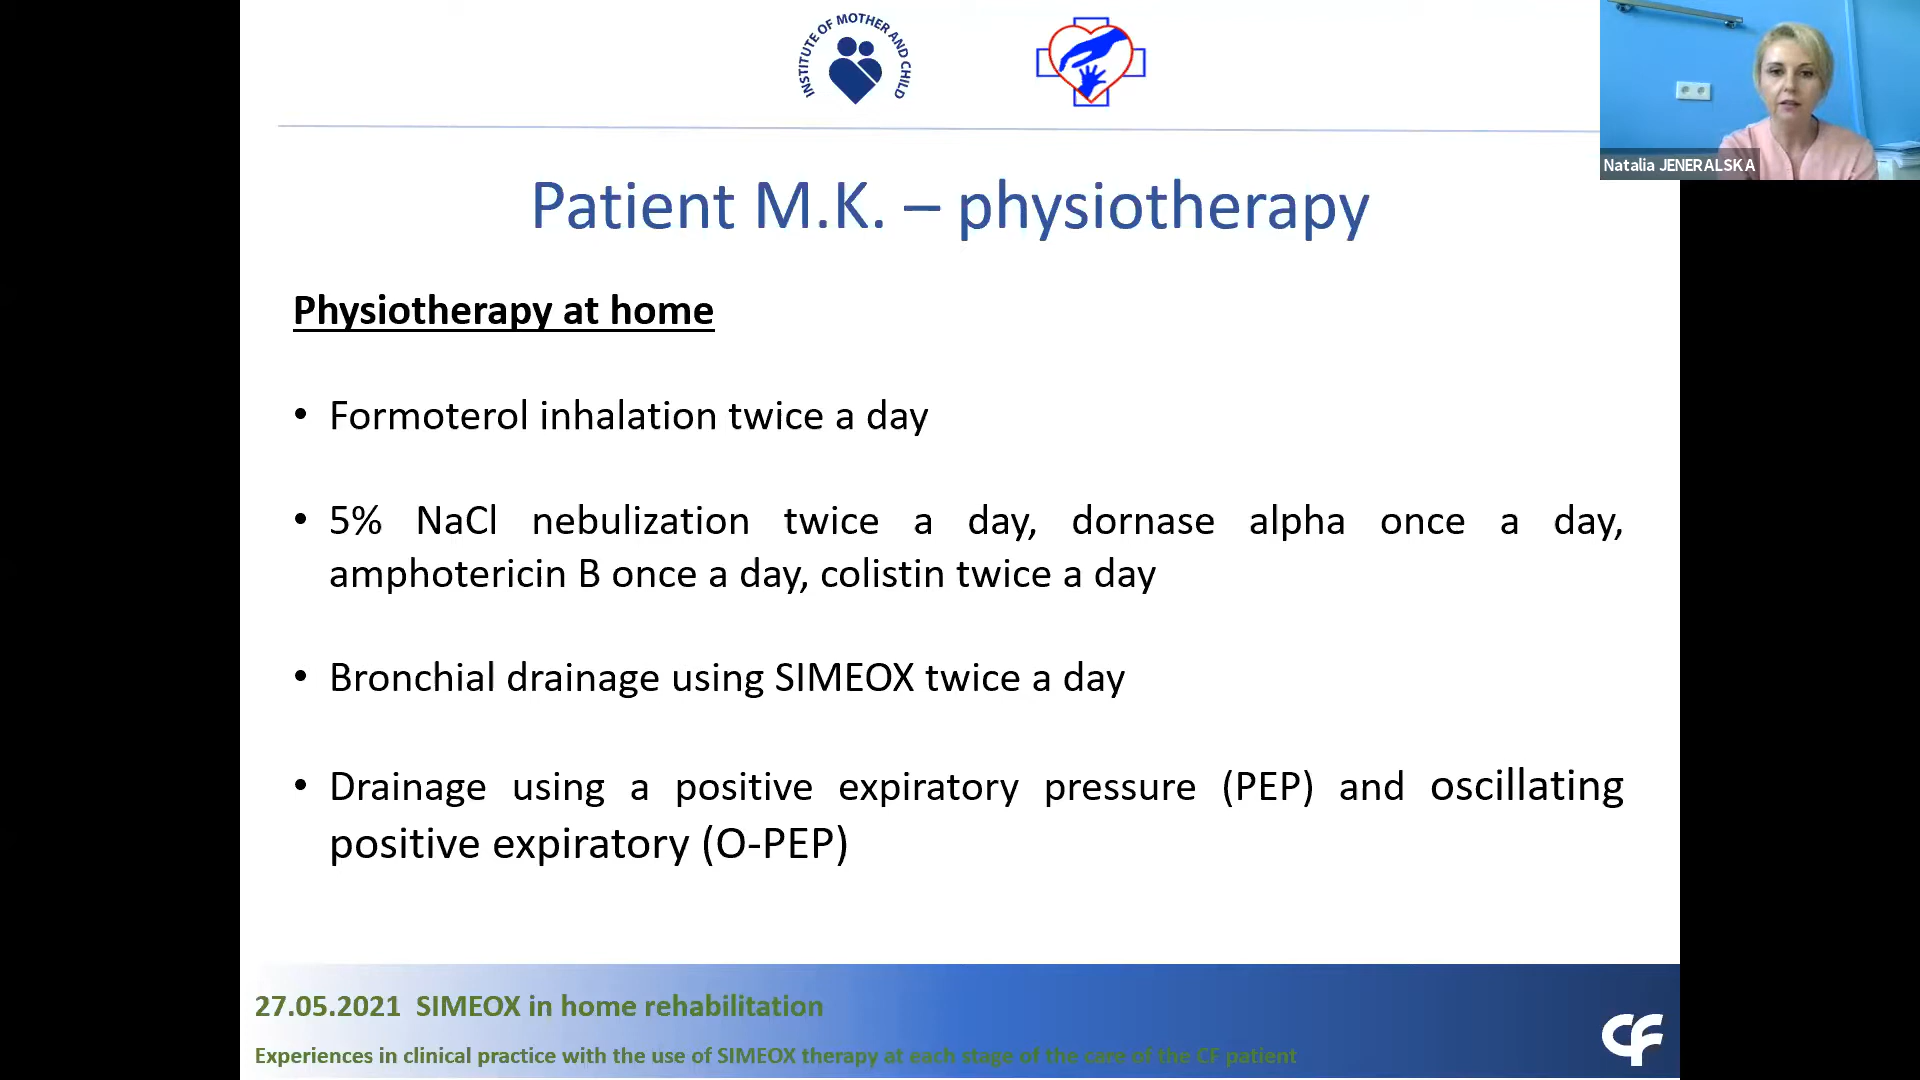 INSTITUTE OF MOTHER AND CHILD
Natalia JENERALSKA
Patient M.K. – physiotherapy
Physiotherapy at home
• Formoterol inhalation twice a day
• 5% NaCl nebulization twice a day, dornase alpha once a day,
amphotericin B once a day, colistin twice a day
• Bronchial drainage using SIMEOX twice a day
• Drainage using a positive expiratory pressure (PEP) and oscillating
positive expiratory (O-PEP)
27.05.2021 SIMEOX in home rehabilitation
Experiences in clinical practice with the use of SIMEOX therapy at each stage of the care of the CF patient
CF